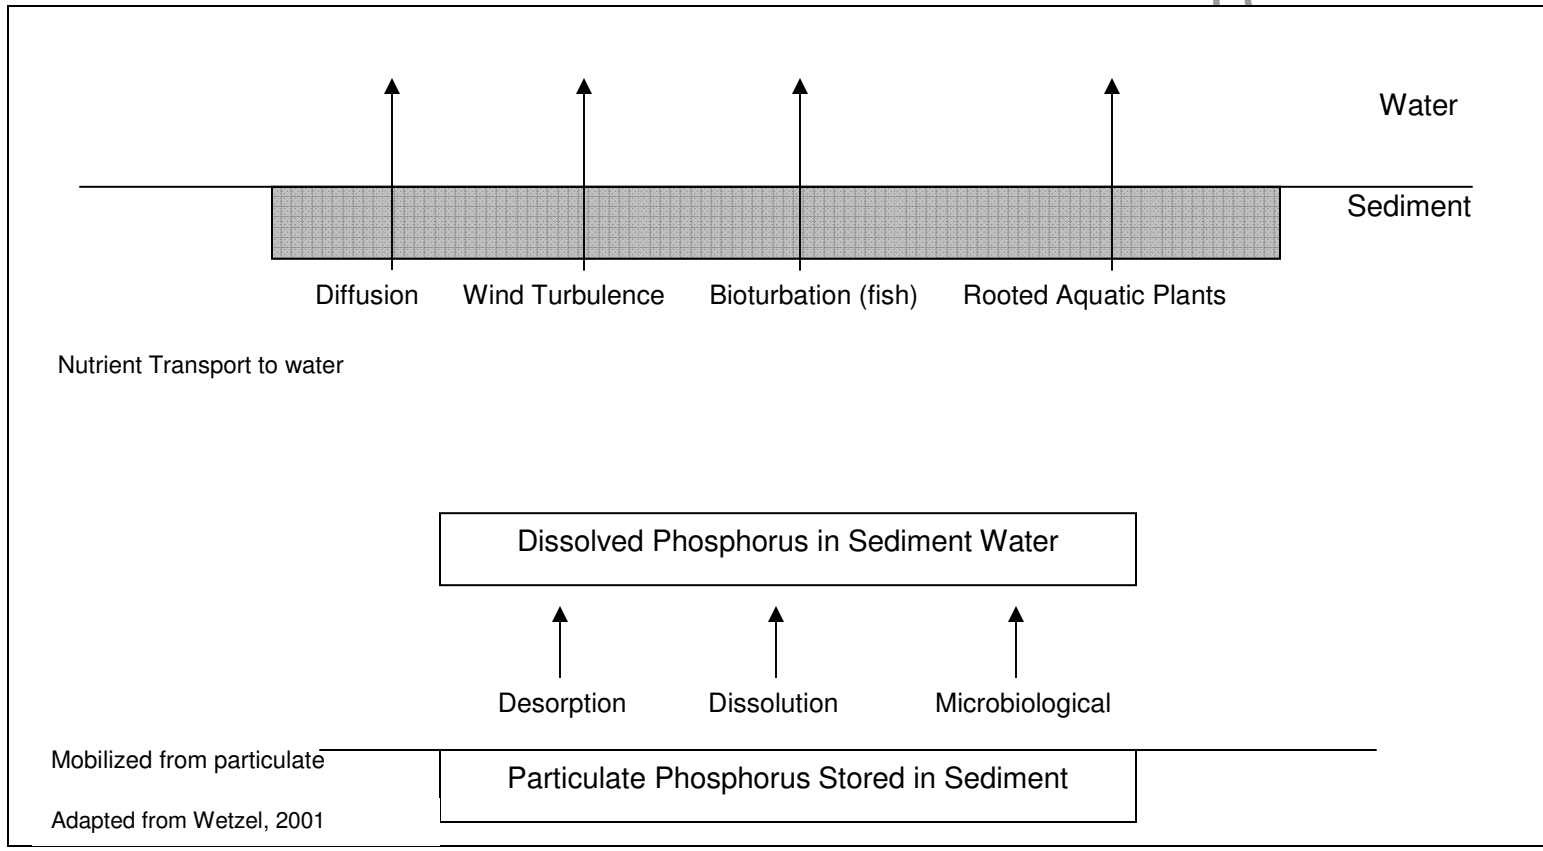 Water
Sediment
Diffusion Wind Turbulence Bioturbation (fish) Rooted Aquatic Plants
Nutrient Transport to water
Dissolved Phosphorus in Sediment Water
Desorption Dissolution Microbiological
Mobilized from particulate
Particulate Phosphorus Stored in Sediment
Adapted from Wetzel, 2001